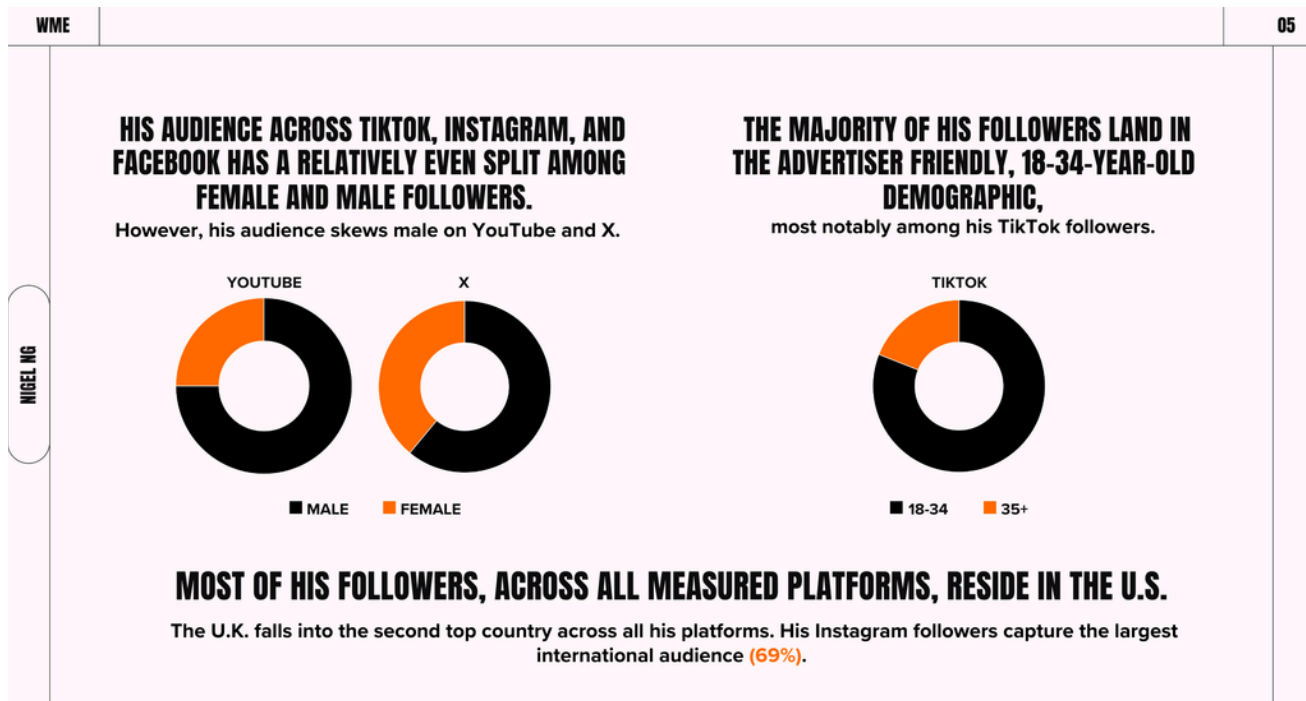 WME
05
NIGEL NG
HIS AUDIENCE ACROSS TIKTOK, INSTAGRAM, AND
FACEBOOK HAS A RELATIVELY EVEN SPLIT AMONG
FEMALE AND MALE FOLLOWERS.
However, his audience skews male on YouTube and X.
YOUTUBE
X
MALE
FEMALE
THE MAJORITY OF HIS FOLLOWERS LAND IN
THE ADVERTISER FRIENDLY, 18-34-YEAR-OLD
DEMOGRAPHIC,
most notably among his TikTok followers.
TIKTOK
18-34
35+
MOST OF HIS FOLLOWERS, ACROSS ALL MEASURED PLATFORMS, RESIDE IN THE U.S.
The U.K. falls into the second top country across all his platforms. His Instagram followers capture the largest
international audience (69%).